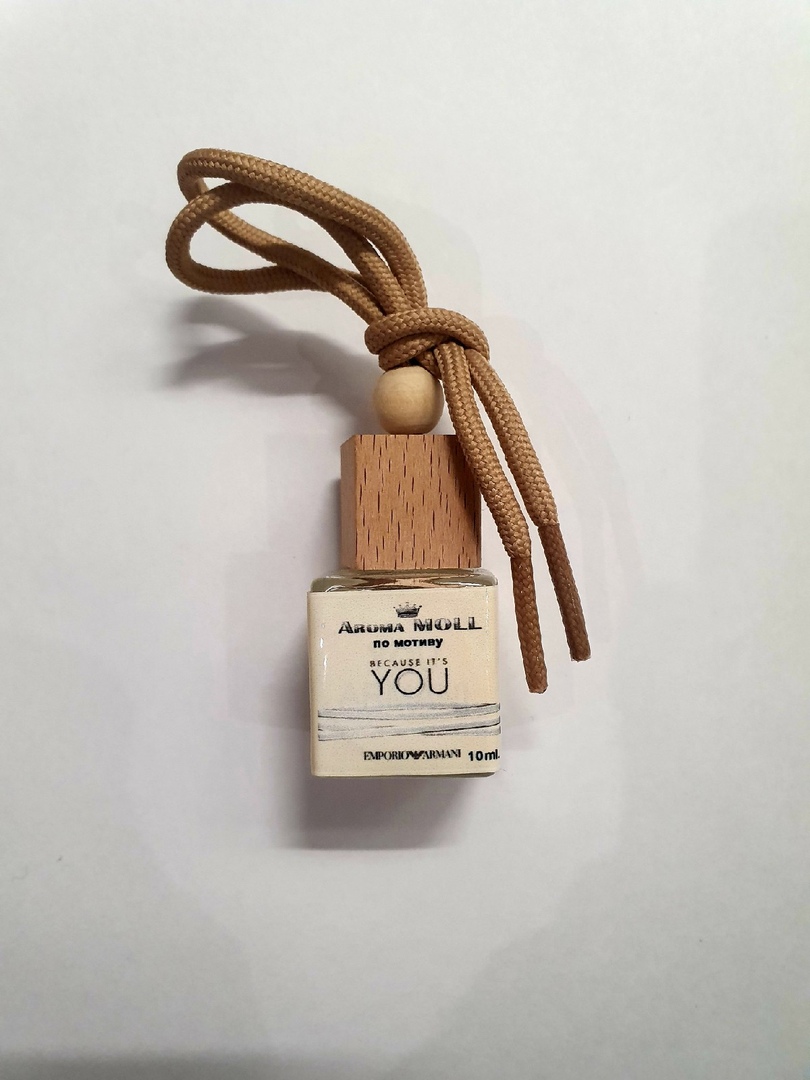 AROMA MOLL
по мотиву
BECAUSE IT'S
YOU
EMPORIO ARMANI 10ml.